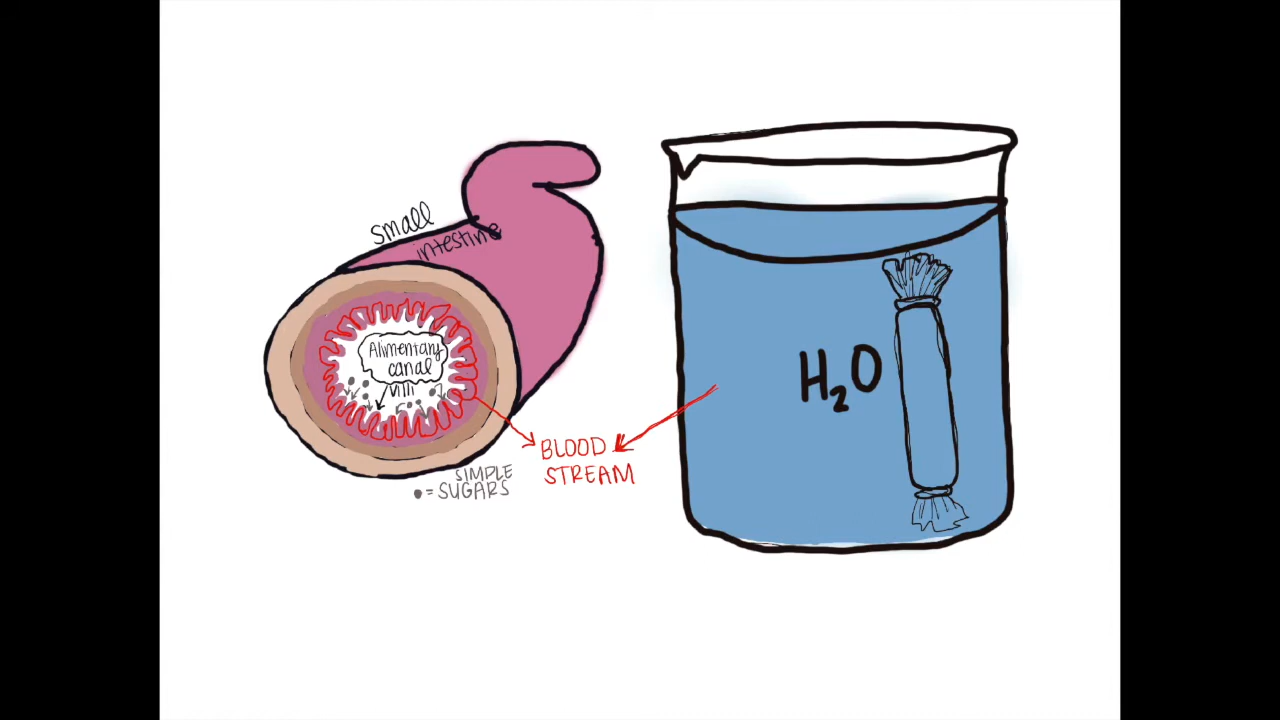 small
intestine
Alimentary
canal
villi
SIMPLE
= SUGARS
BLOOD
STREAM
H₂O